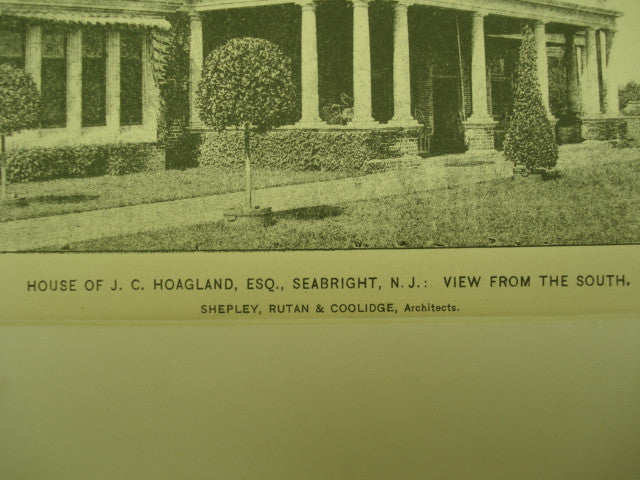 HOUSE OF J. C. HOAGLAND, ESQ., SEABRIGHT, N. J.: VIEW FROM THE SOUTH.
SHEPLEY, RUTAN & COOLIDGE, Architects.